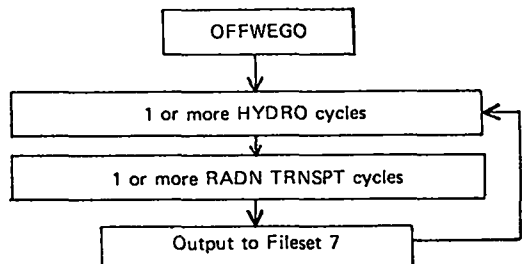 OFFWEGO
1 or more HYDRO cycles
1 or more RADN TRNSPT cycles
Output to Fileset 7